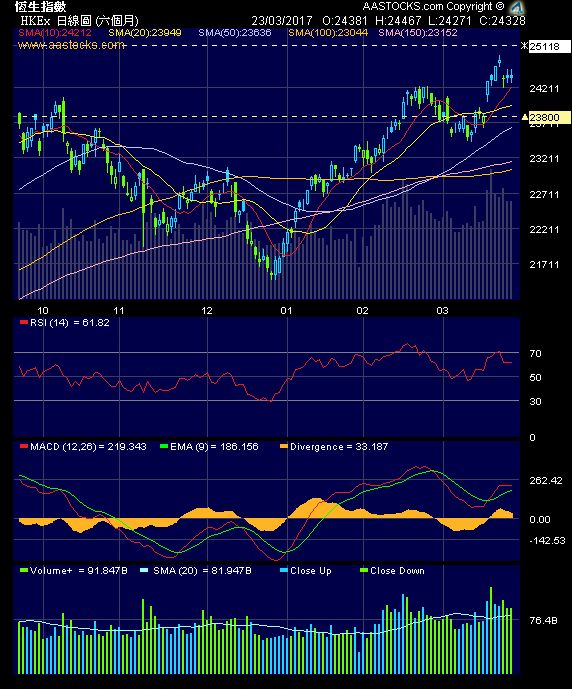 恆生指數
AASTOCKS.com Copyright ©
HKEx 日線圖 (六個月) 23/03/2017 O:24381 H:24467 L:24271 C:24328
SMA(10):24212 SMA(20):23949 SMA(50):23636 SMA(100):23044 SMA(150):23152
www.aastocks.com
25118
24211
23800
23211
22711
22211
21711
10 11 12 01 02 03
RSI (14) = 61.82
70
50
30
0
MACD (12,26) = 219.343 EMA (9) = 186.156 Divergence = 33.187
262.42
0.00
-142.53
Volume+ = 91.847B SMA (20) = 81.947B Close Up Close Down
76.4B